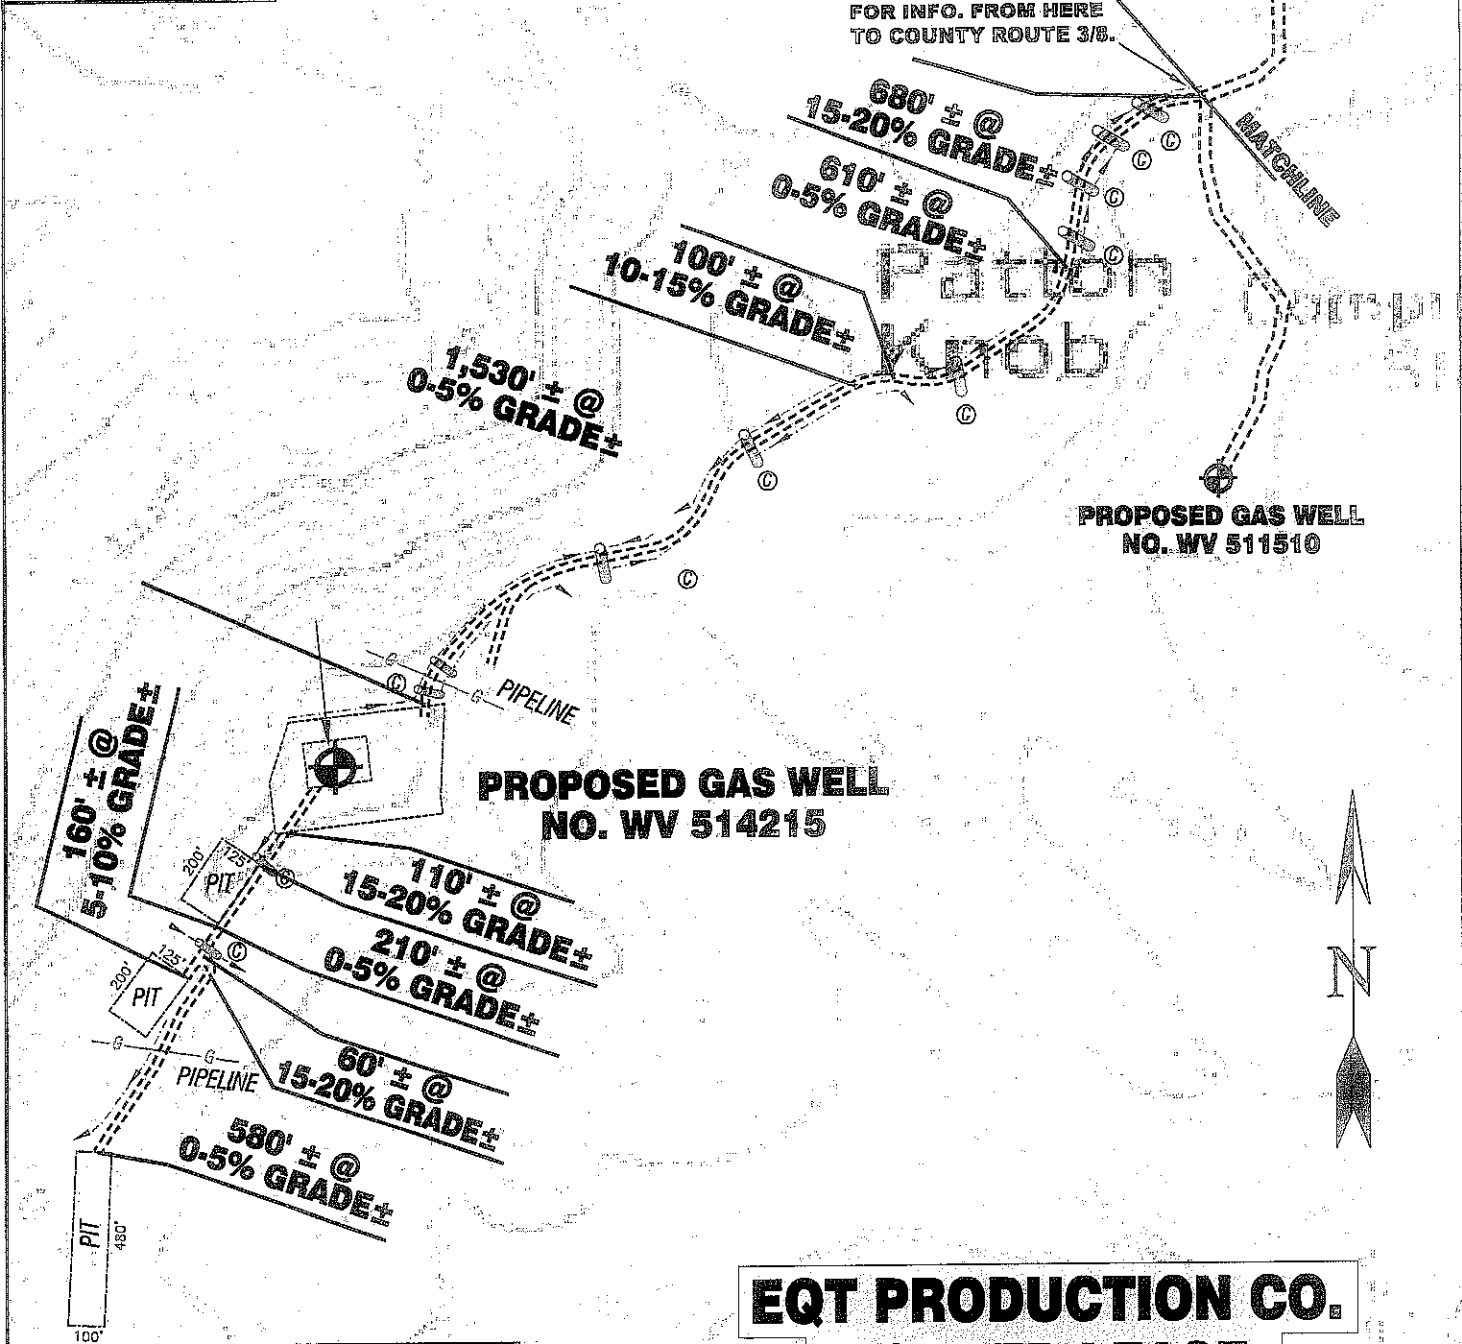 FOR INFO. FROM HERE
TO COUNTY ROUTE 3/8.
680' ± @
15-20% GRADE±
MATCHLINE
610' ± @
0-5% GRADE±
100' ± @
10-15% GRADE±
Patton
Knob
1,530' ± @
0-5% GRADE±
C
C
C
C
C
C
C
PROPOSED GAS WELL
NO. WV 511510
G
C
G
PIPELINE
PROPOSED GAS WELL
NO. WV 514215
160' ± @
5-10% GRADE±
200'
125'
PIT
C
110' ± @
15-20% GRADE±
210' ± @
0-5% GRADE±
C
200'
125'
PIT
G
G
PIPELINE
60' ± @
15-20% GRADE±
580' ± @
0-5% GRADE±
PIT
480'
100'
N
EQT PRODUCTION CO.